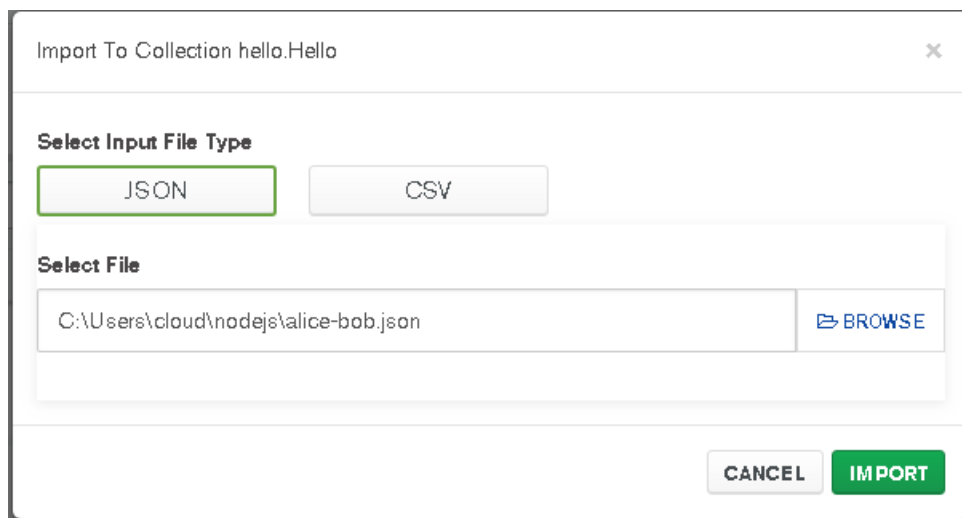 Import To Collection hello.Hello
×
Select Input File Type
JSON CSV
Select File
C:\Users\cloud\nodejs\alice-bob.json BROWSE
CANCEL IMPORT